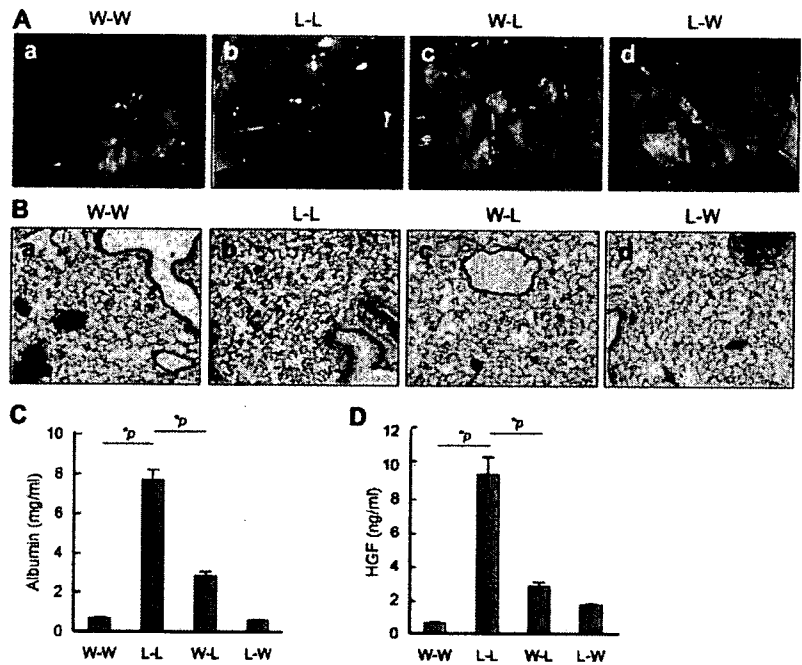 A W-W L-L W-L L-W
a b c d
B W-W L-L W-L L-W
a b c d
C
*p *p
Albumin (mg/ml)
10
8
6
4
2
0
W-W L-L W-L L-W
D
*p *p
HGF (ng/ml)
12
10
8
6
4
2
0
W-W L-L W-L L-W